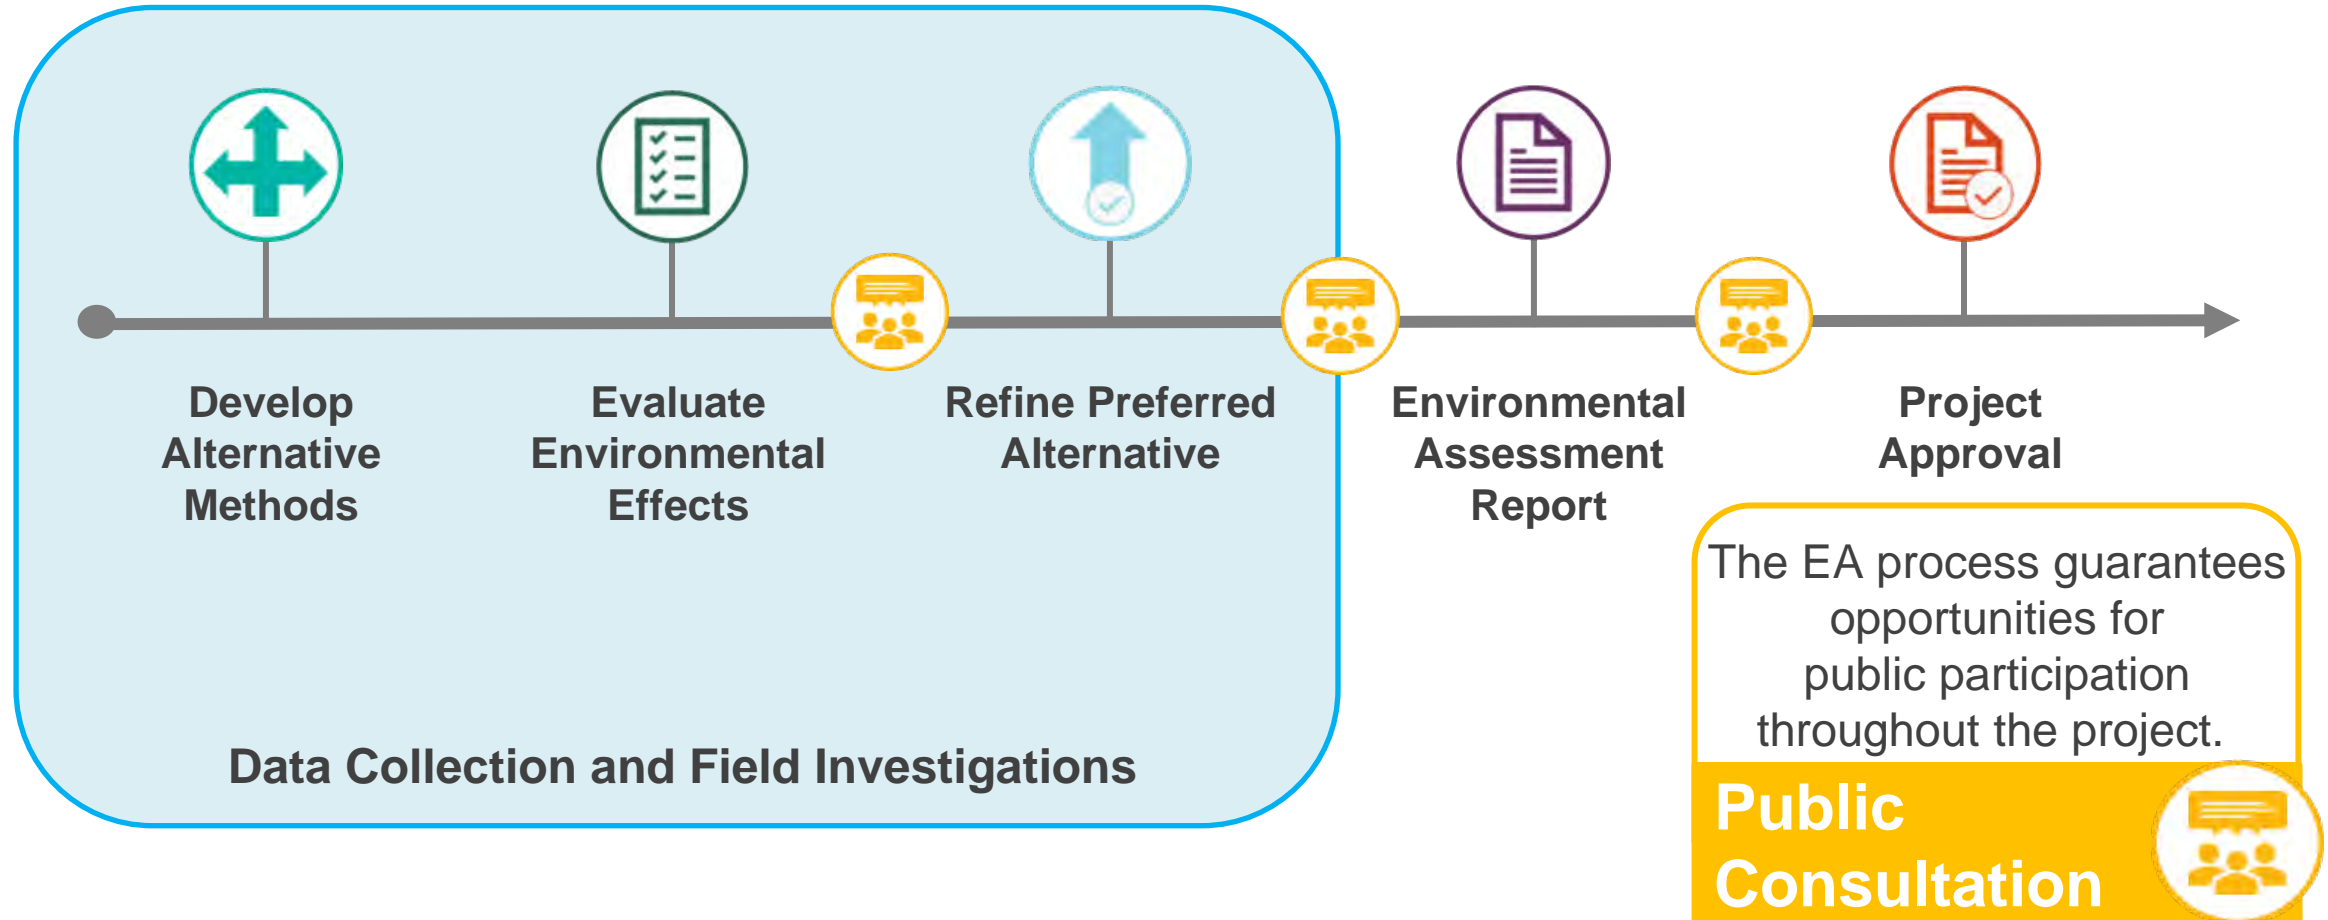 Develop
Alternative
Methods
Evaluate
Environmental
Effects
Refine Preferred
Alternative
Environmental
Assessment
Report
Project
Approval
Data Collection and Field Investigations
The EA process guarantees
opportunities for
public participation
throughout the project.
Public
Consultation